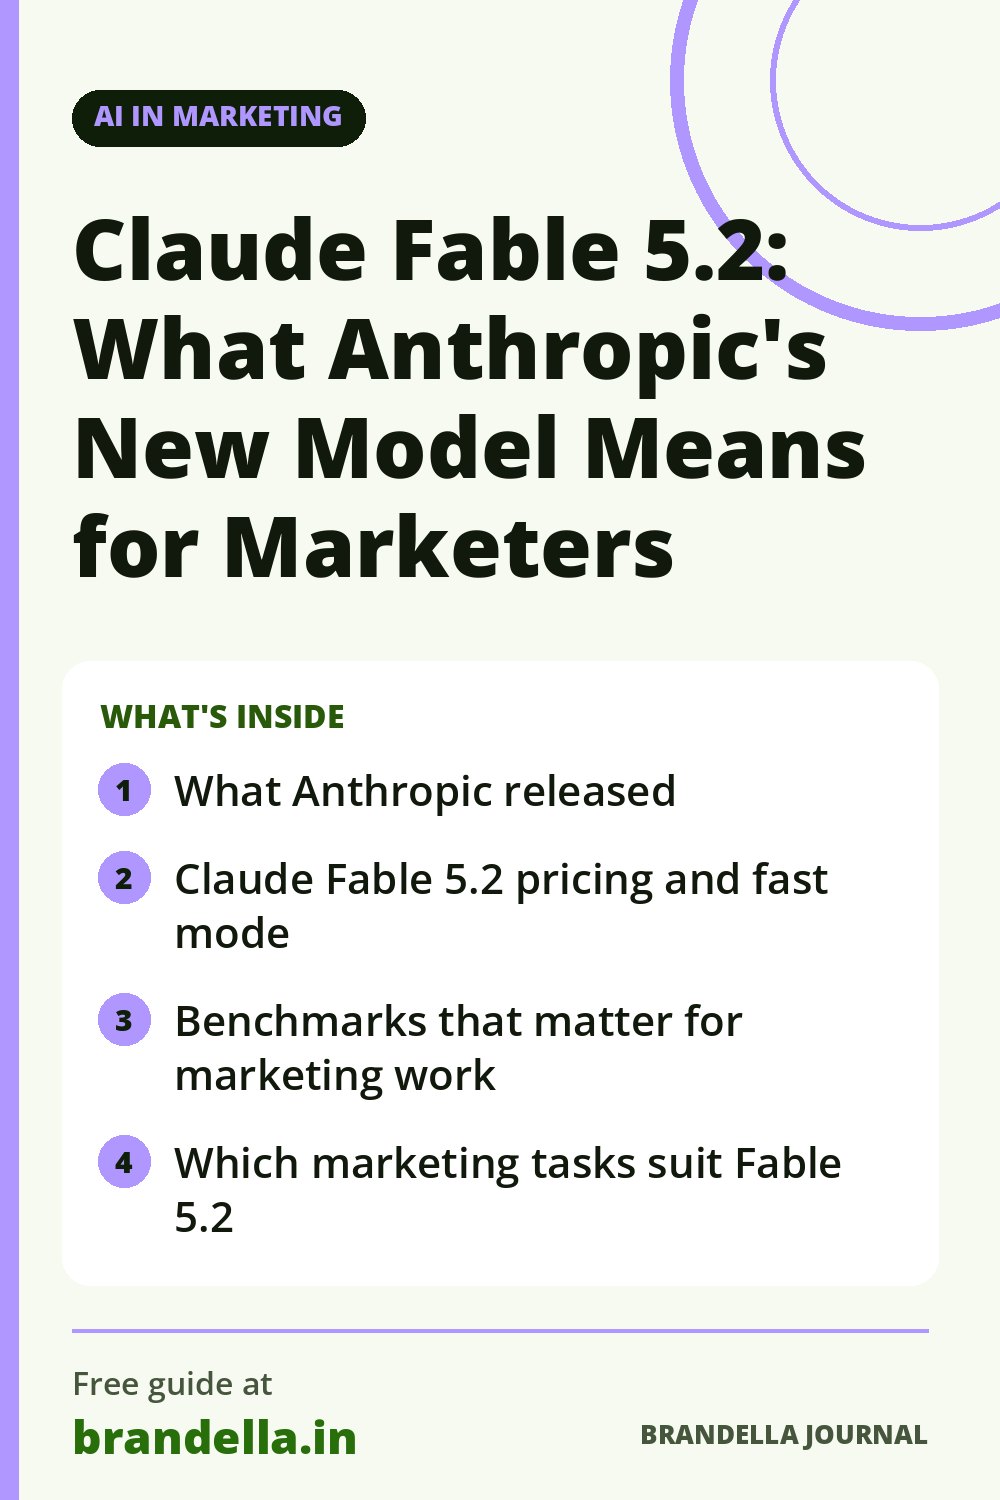 AI IN MARKETING
Claude Fable 5.2:
What Anthropic's
New Model Means
for Marketers
WHAT'S INSIDE
1 What Anthropic released
2 Claude Fable 5.2 pricing and fast
mode
3 Benchmarks that matter for
marketing work
4 Which marketing tasks suit Fable
5.2
Free guide at
brandella.in
BRANDELLA JOURNAL